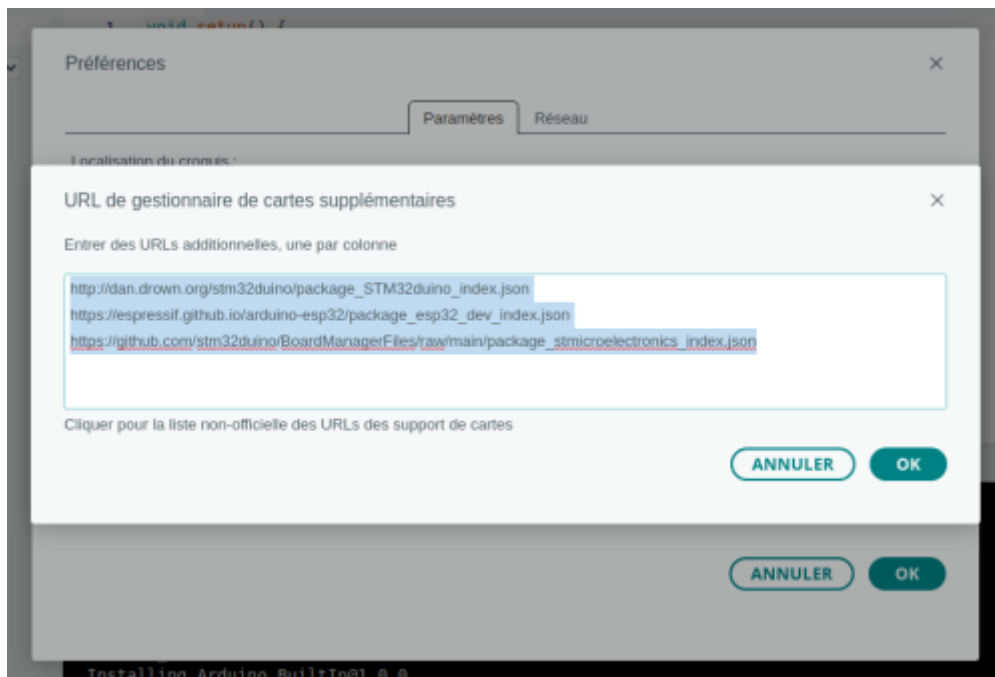 1 void setup() {
Préférences
Paramètres Réseau
Localisation du croquis :
URL de gestionnaire de cartes supplémentaires
Entrer des URLs additionnelles, une par colonne
http://dan.drown.org/stm32duino/package_STM32duino_index.json
https://espressif.github.io/arduino-esp32/package_esp32_dev_index.json
https://github.com/stm32duino/BoardManagerFiles/raw/main/package_stmicroelectronics_index.json
Cliquer pour la liste non-officielle des URLs des support de cartes
ANNULER OK
ANNULER OK
Installing Arduino_BuiltIn@1.0.0